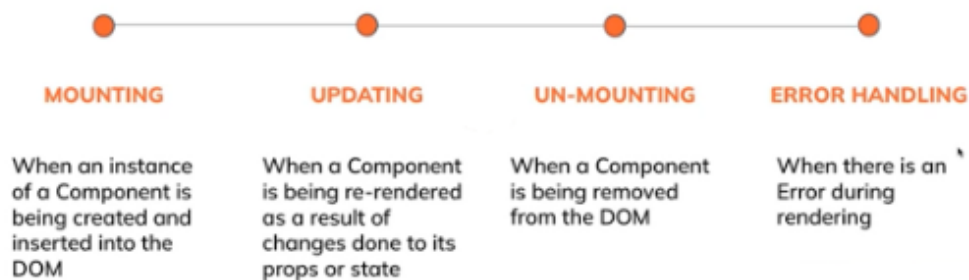 MOUNTING
When an instance
of a Component is
being created and
inserted into the
DOM
UPDATING
When a Component
is being re-rendered
as a result of
changes done to its
props or state
UN-MOUNTING
When a Component
is being removed
from the DOM
ERROR HANDLING
When there is an
Error during
rendering